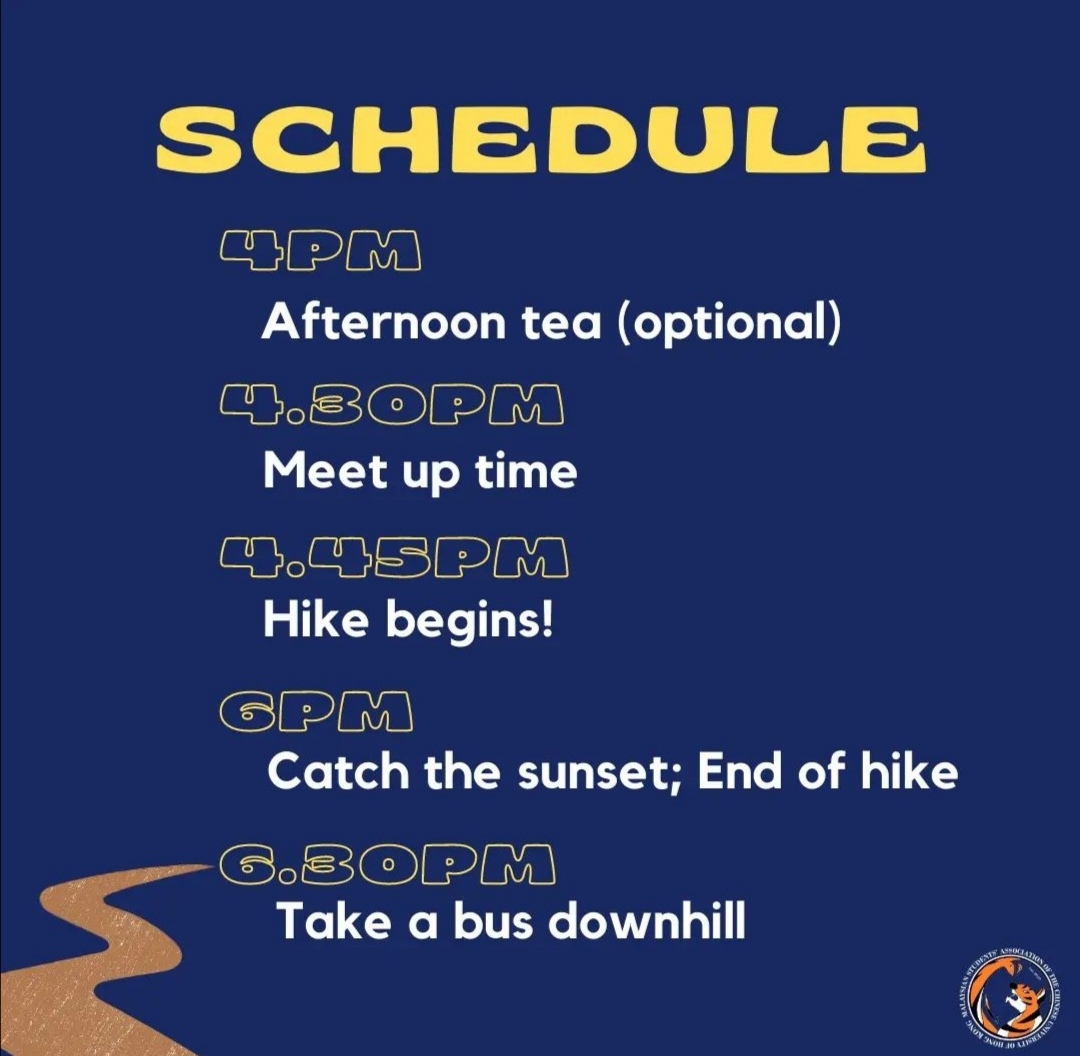 SCHEDULE
4PM
Afternoon tea (optional)
4.30PM
Meet up time
4.45PM
Hike begins!
6PM
Catch the sunset; End of hike
6.30PM
Take a bus downhill
MALAYSIAN STUDENTS' ASSOCIATION OF THE CHINESE UNIVERSITY OF HONG KONG